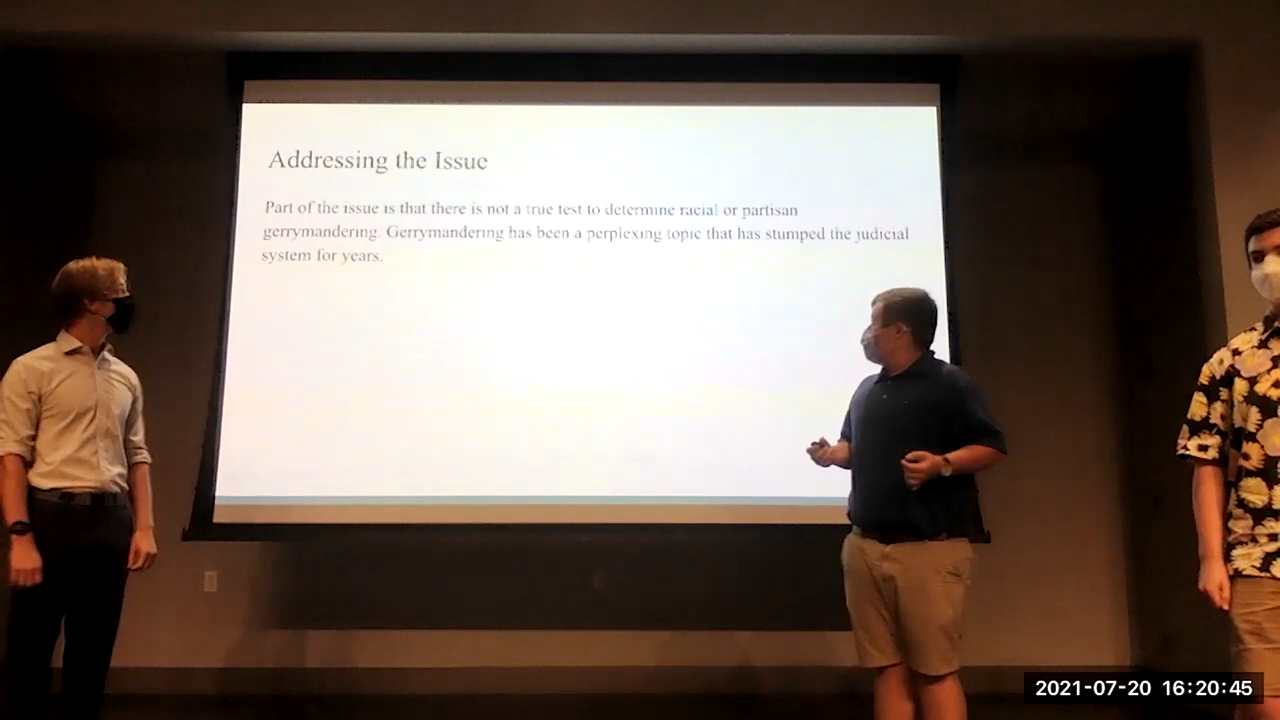 Addressing the Issue
Part of the issue is that there is not a true test to determine racial or partisan
gerrymandering. Gerrymandering has been a perplexing topic that has stumped the judicial
system for years.
2021-07-20 16:20:45